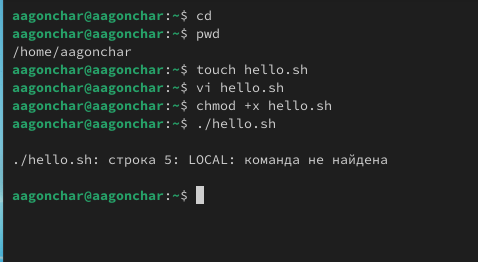 aagonchar@aagonchar:~$ cd
aagonchar@aagonchar:~$ pwd
/home/aagonchar
aagonchar@aagonchar:~$ touch hello.sh
aagonchar@aagonchar:~$ vi hello.sh
aagonchar@aagonchar:~$ chmod +x hello.sh
aagonchar@aagonchar:~$ ./hello.sh
./hello.sh: строка 5: LOCAL: команда не найдена
aagonchar@aagonchar:~$